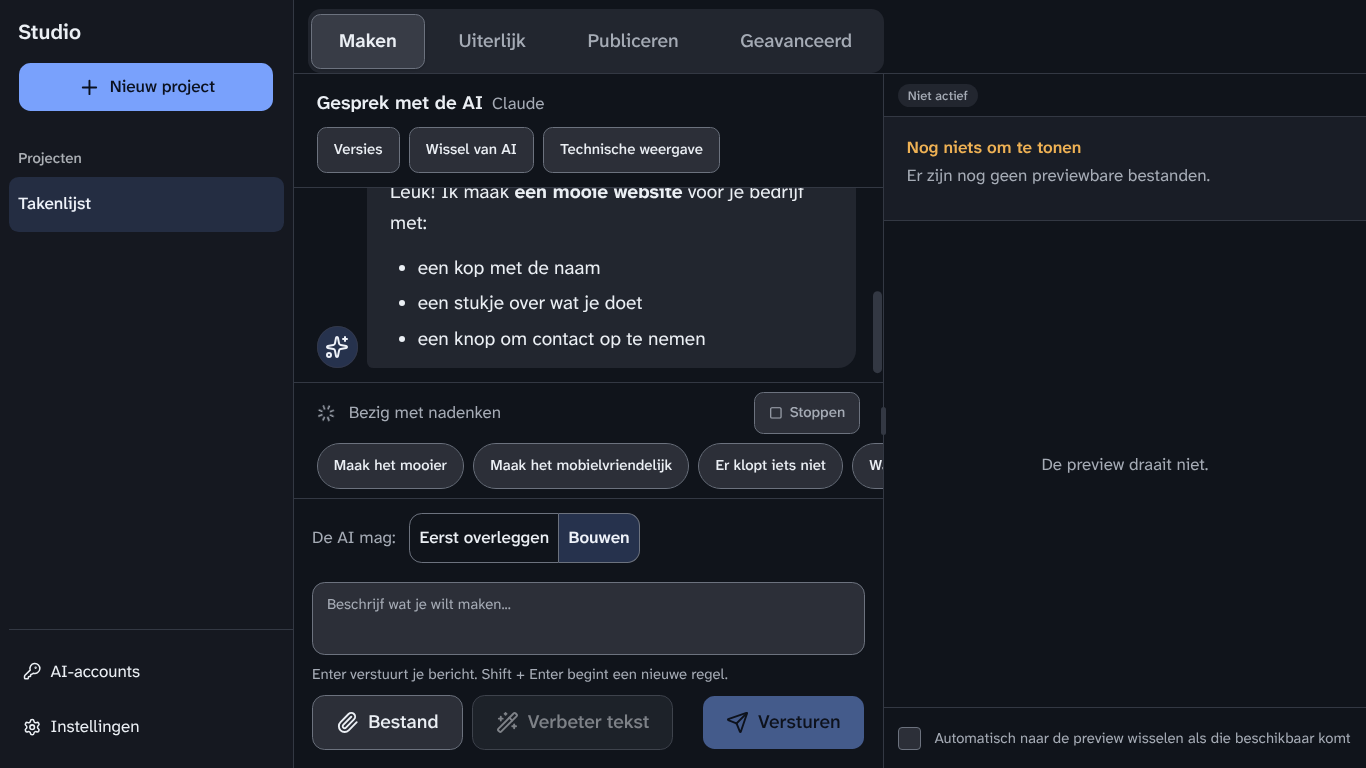 Studio
Nieuw project
Projecten
Takenlijst
AI-accounts
Instellingen
Maken
Uiterlijk
Publiceren
Geavanceerd
Gesprek met de AI Claude
Versies
Wissel van AI
Technische weergave
Leuk! Ik maak een mooie website voor je bedrijf
met:
• een kop met de naam
• een stukje over wat je doet
• een knop om contact op te nemen
Bezig met nadenken
Stoppen
Maak het mooier
Maak het mobielvriendelijk
Er klopt iets niet
De AI mag:
Eerst overleggen
Bouwen
Beschrijf wat je wilt maken...
Enter verstuurt je bericht. Shift + Enter begint een nieuwe regel.
Bestand
Verbeter tekst
Versturen
Niet actief
Nog niets om te tonen
Er zijn nog geen previewbare bestanden.
De preview draait niet.
Automatisch naar de preview wisselen als die beschikbaar komt